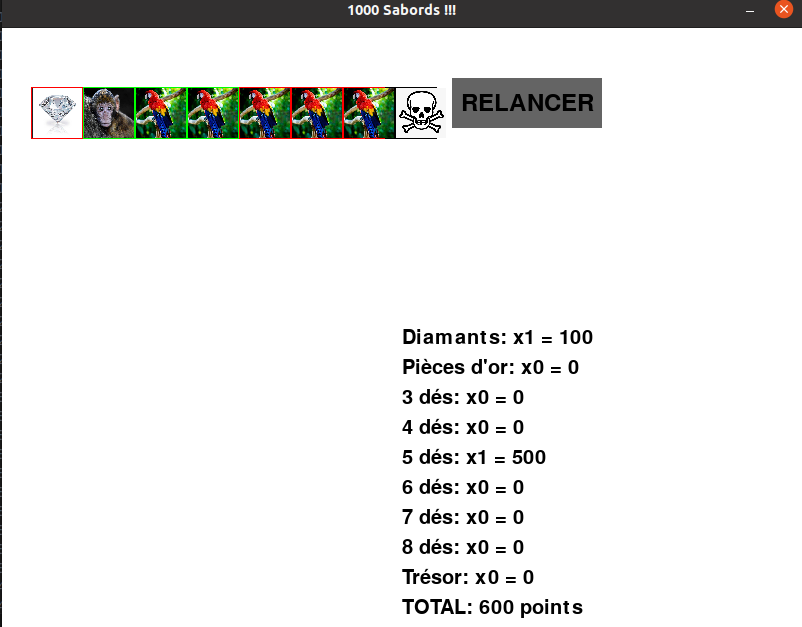 1000 Sabords !!!
RELANCER
Diamants: x1 = 100
Pièces d'or: x0 = 0
3 dés: x0 = 0
4 dés: x0 = 0
5 dés: x1 = 500
6 dés: x0 = 0
7 dés: x0 = 0
8 dés: x0 = 0
Trésor: x0 = 0
TOTAL: 600 points